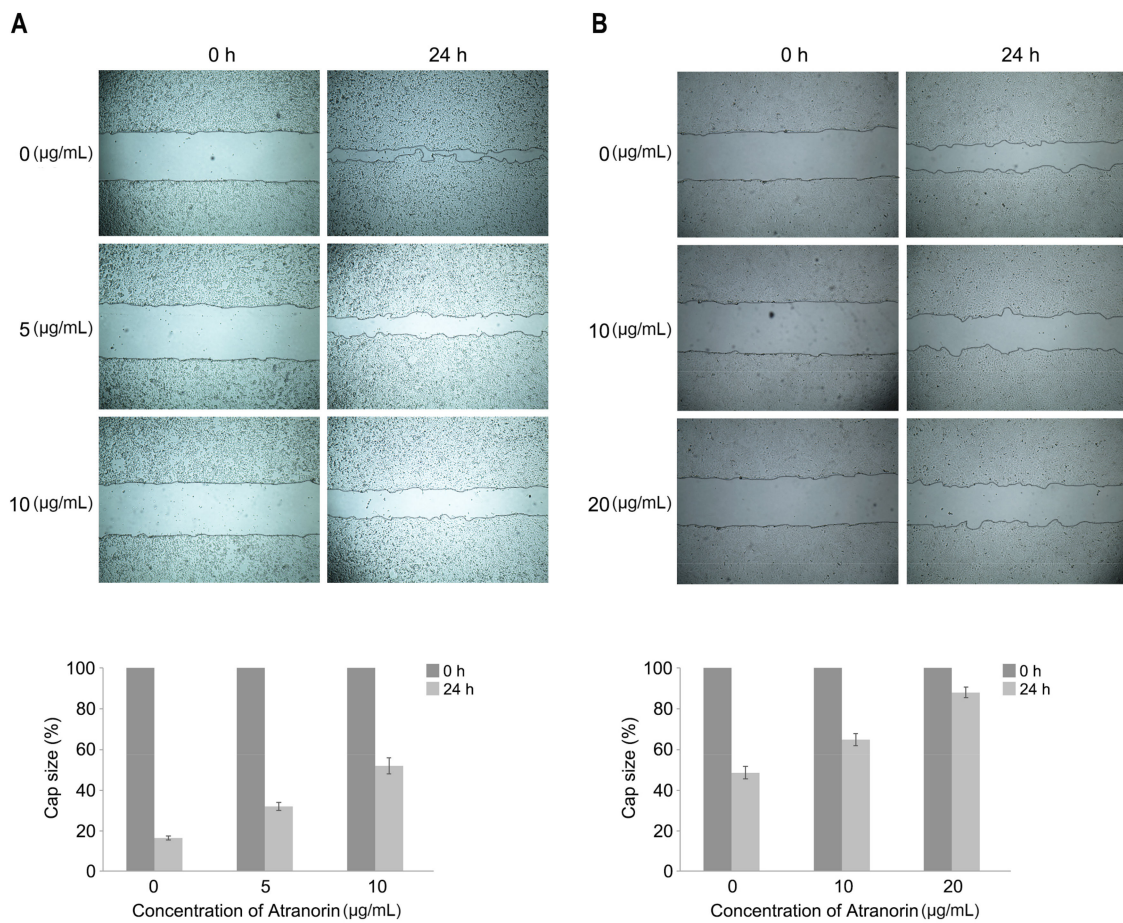 A
0 h
24 h
0 (μg/mL)
5 (μg/mL)
10 (μg/mL)
100
80
60
40
20
0
Cap size (%)
0 h
24 h
0
5
10
Concentration of Atranorin (μg/mL)
B
0 h
24 h
0 (μg/mL)
10 (μg/mL)
20 (μg/mL)
100
80
60
40
20
0
Cap size (%)
0 h
24 h
0
10
20
Concentration of Atranorin (μg/mL)